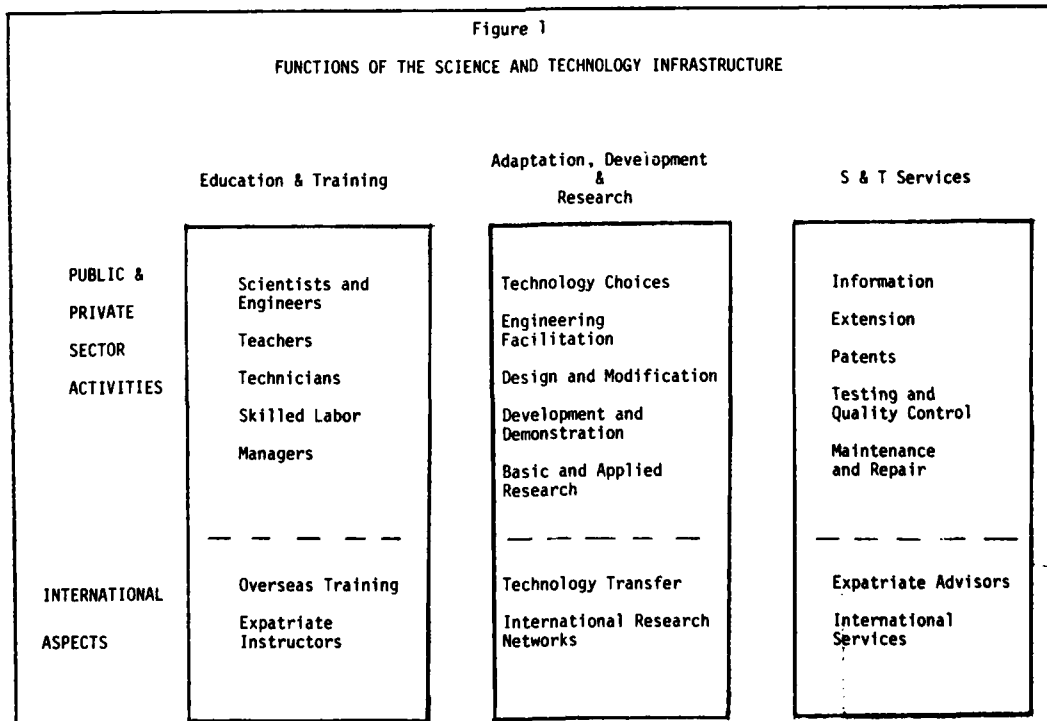 Figure 1
FUNCTIONS OF THE SCIENCE AND TECHNOLOGY INFRASTRUCTURE
Education & Training
Adaptation, Development
&
Research
S & T Services
PUBLIC &
PRIVATE
SECTOR
ACTIVITIES
Scientists and
Engineers
Teachers
Technicians
Skilled Labor
Managers
Technology Choices
Engineering
Facilitation
Design and Modification
Development and
Demonstration
Basic and Applied
Research
Information
Extension
Patents
Testing and
Quality Control
Maintenance
and Repair
INTERNATIONAL
ASPECTS
Overseas Training
Expatriate
Instructors
Technology Transfer
International Research
Networks
Expatriate Advisors
International
Services